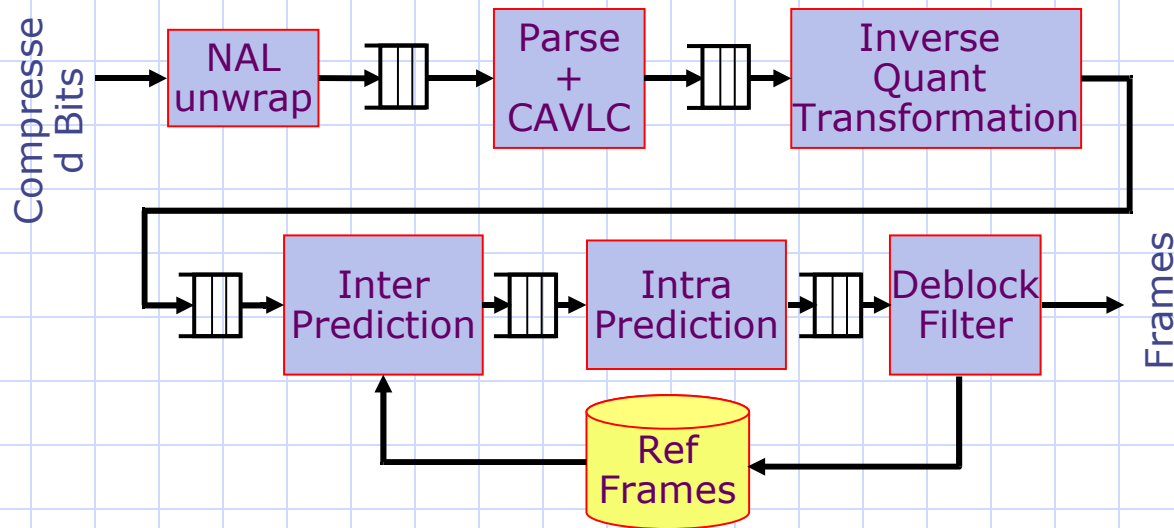 Compresse
d Bits
NAL
unwrap
Parse
+
CAVLC
Inverse
Quant
Transformation
Inter
Prediction
Intra
Prediction
Deblock
Filter
Frames
Ref
Frames